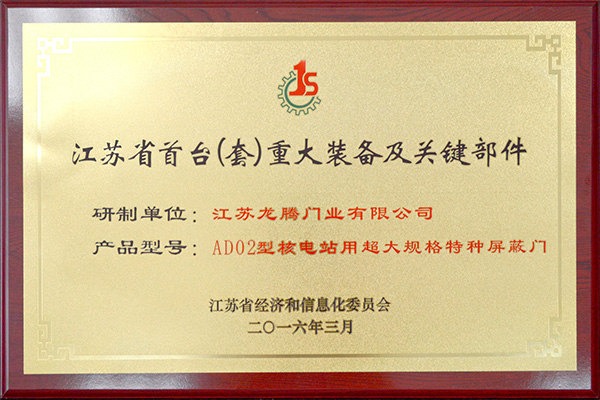 1S
江苏省首台(套)重大装备及关键部件
研制单位：江苏龙腾门业有限公司
产品型号：AD02型核电站用超大规格特种屏蔽门
江苏省经济和信息化委员会
二〇一六年三月